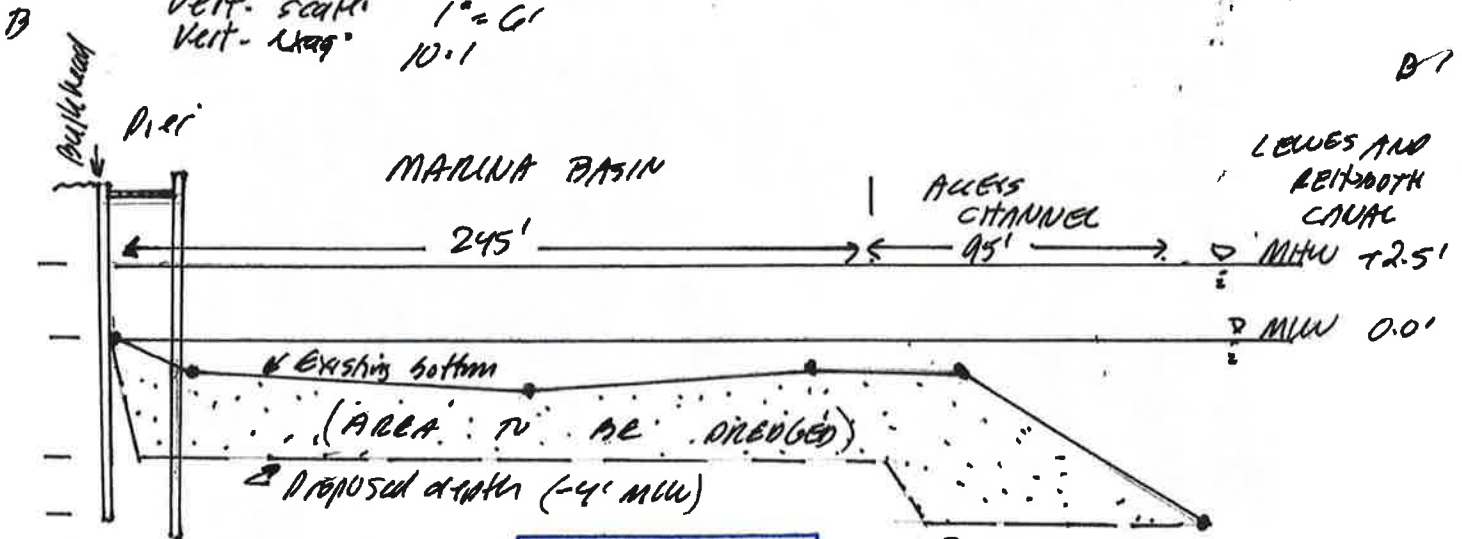 B
Vert. scale: 1" = 6'
Vert. exag: 10:1
B'
Bulkhead
Pier
MARINA BASIN
ACCESS
CHANNEL
LEWES AND
REHOBOTH
CANAL
245'
95'
MHW +2.5'
MLW 0.0'
Existing bottom
(AREA TO BE DREDGED)
Proposed depth (-4' MLW)